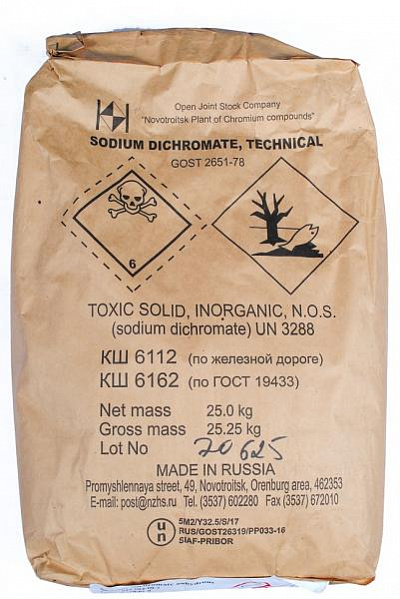 Open Joint Stock Company
"Novotroitsk Plant of Chromium compounds"
SODIUM DICHROMATE, TECHNICAL
GOST 2651-78
6
TOXIC SOLID, INORGANIC, N.O.S.
(sodium dichromate) UN 3288
КШ 6112 (по железной дороге)
КШ 6162 (по ГОСТ 19433)
Net mass 25.0 kg
Gross mass 25.25 kg
Lot No 20625
MADE IN RUSSIA
Promyshlennaya street, 49, Novotroitsk, Orenburg area, 462353
E-mail: post@nzhs.ru Tel. (3537) 602280 Fax (3537) 672010
u n
5M2/Y32.5/S/17
RUS/GOST26319/PP033-16
SIAF-PRIBOR